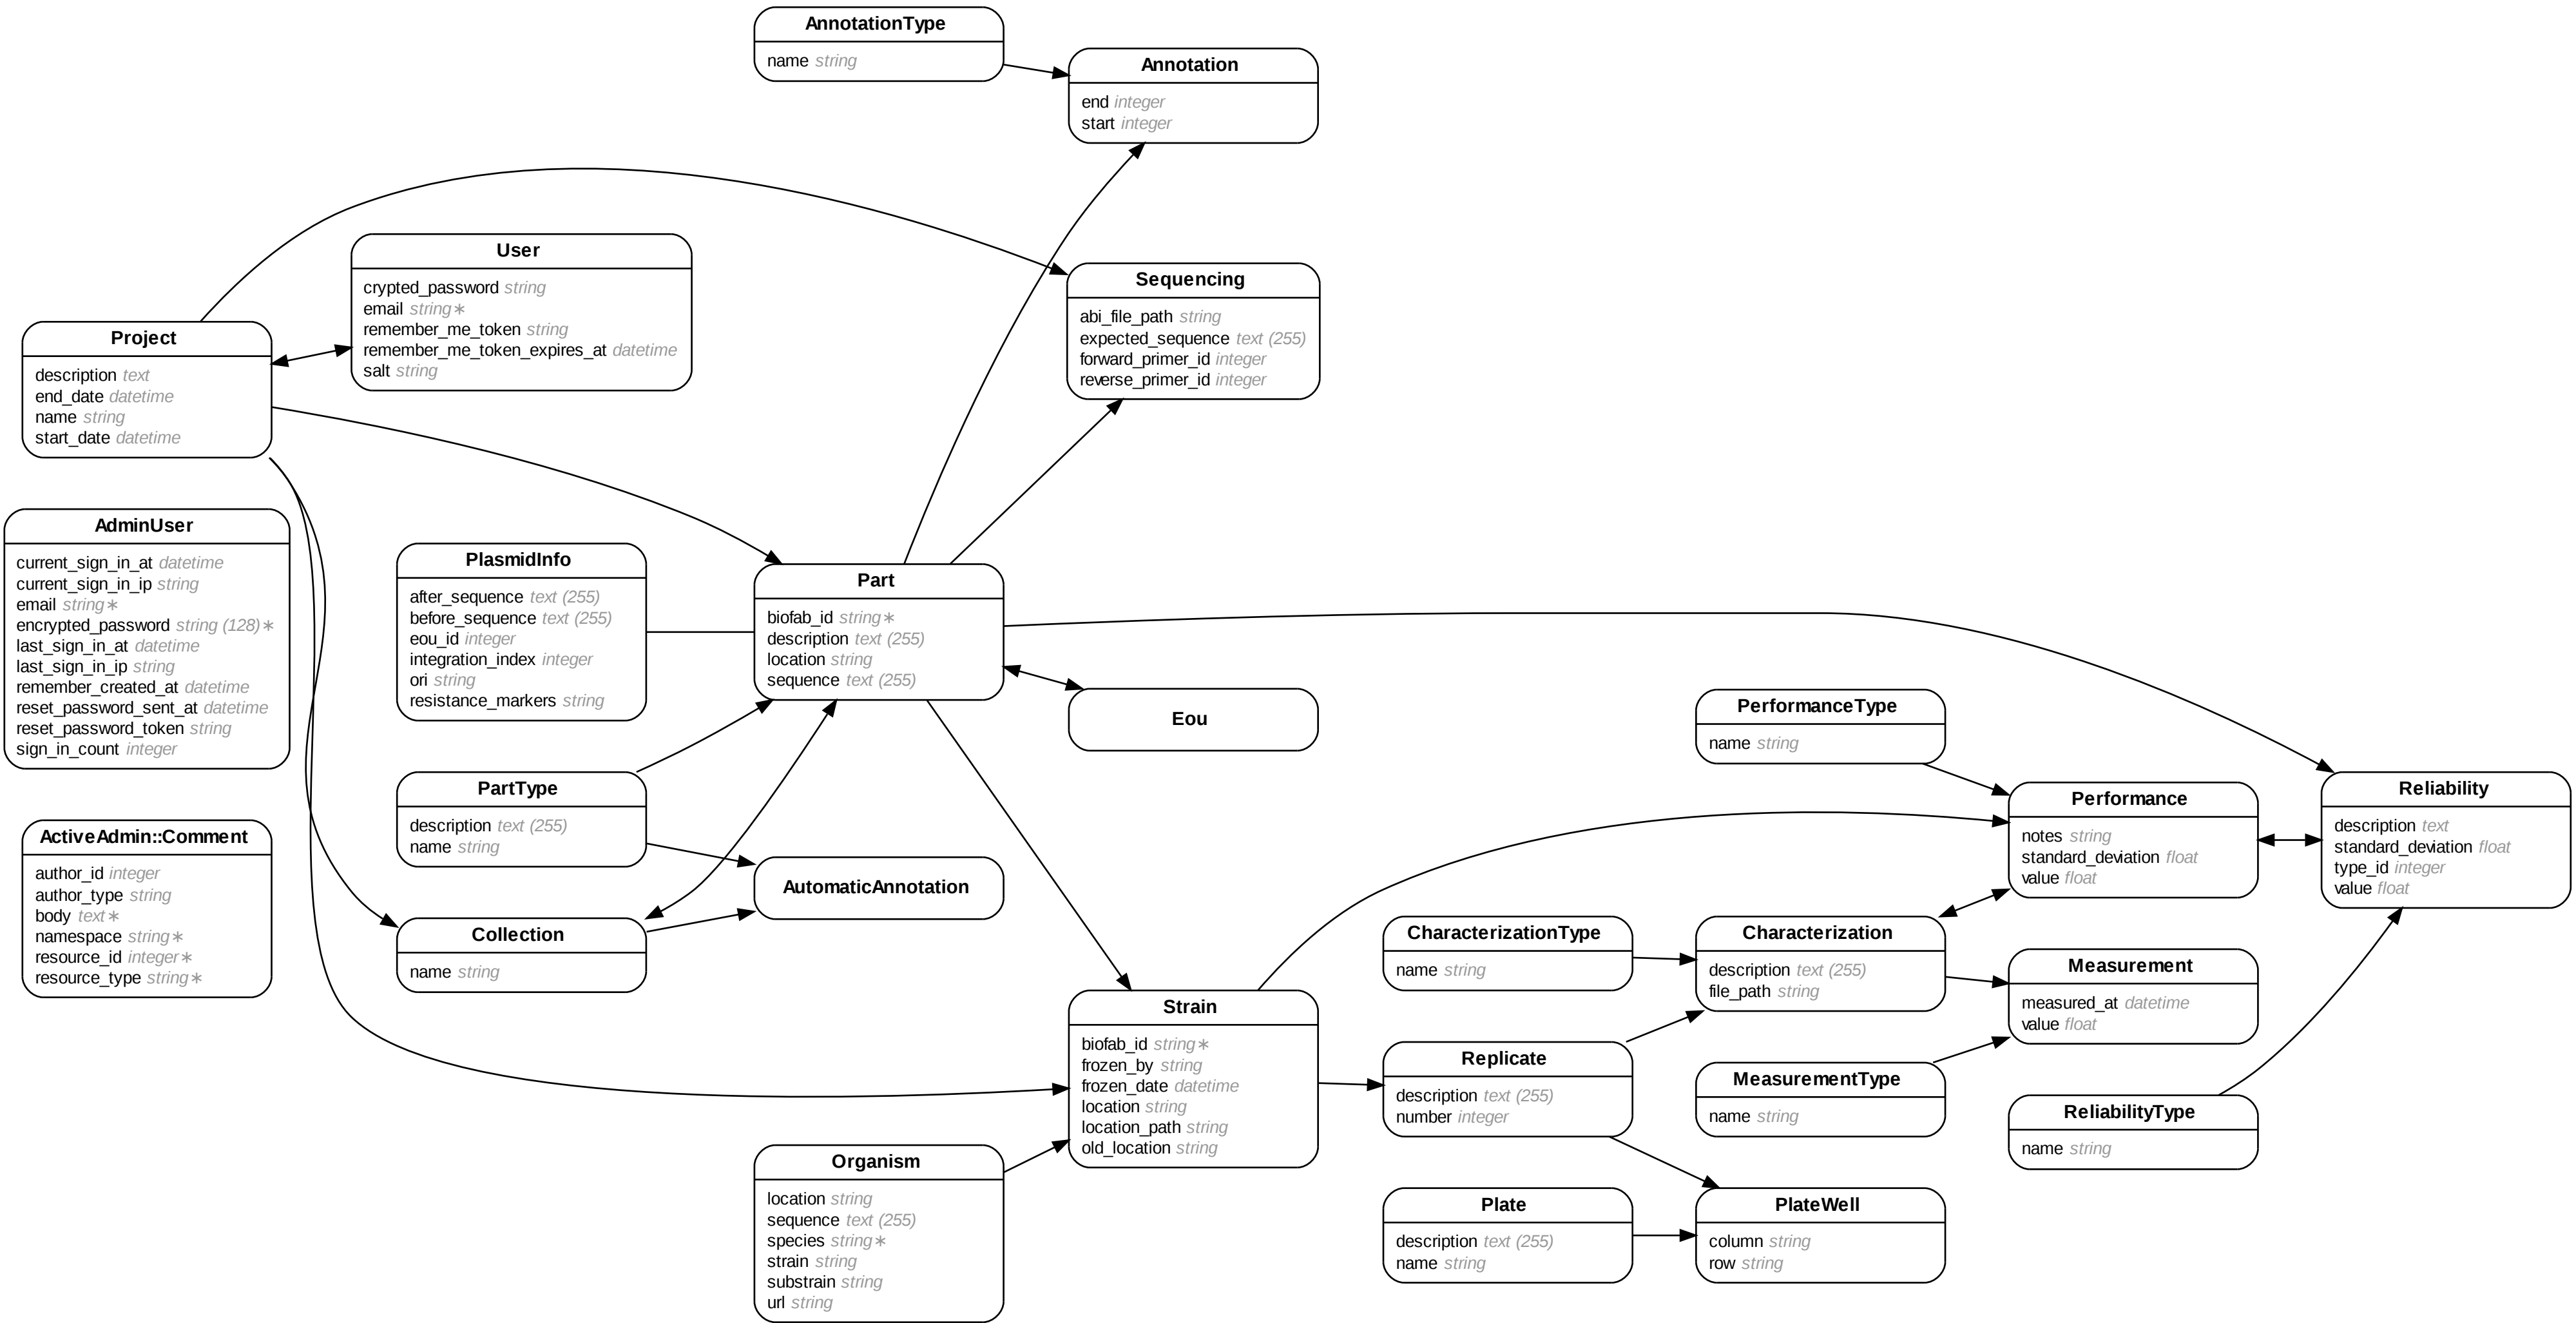 AnnotationType
name string
Annotation
end integer
start integer
User
crypted_password string
email string∗
remember_me_token string
remember_me_token_expires_at datetime
salt string
Sequencing
abi_file_path string
expected_sequence text (255)
forward_primer_id integer
reverse_primer_id integer
Project
description text
end_date datetime
name string
start_date datetime
AdminUser
current_sign_in_at datetime
current_sign_in_ip string
email string∗
encrypted_password string (128)∗
last_sign_in_at datetime
last_sign_in_ip string
remember_created_at datetime
reset_password_sent_at datetime
reset_password_token string
sign_in_count integer
PlasmidInfo
after_sequence text (255)
before_sequence text (255)
eou_id integer
integration_index integer
ori string
resistance_markers string
Part
biofab_id string∗
description text (255)
location string
sequence text (255)
Eou
PartType
description text (255)
name string
AutomaticAnnotation
ActiveAdmin::Comment
author_id integer
author_type string
body text∗
namespace string∗
resource_id integer∗
resource_type string∗
Collection
name string
PerformanceType
name string
Performance
notes string
standard_deviation float
value float
Reliability
description text
standard_deviation float
type_id integer
value float
CharacterizationType
name string
Characterization
description text (255)
file_path string
Measurement
measured_at datetime
value float
Strain
biofab_id string∗
frozen_by string
frozen_date datetime
location string
location_path string
old_location string
Replicate
description text (255)
number integer
MeasurementType
name string
ReliabilityType
name string
Organism
location string
sequence text (255)
species string∗
strain string
substrain string
url string
Plate
description text (255)
name string
PlateWell
column string
row string